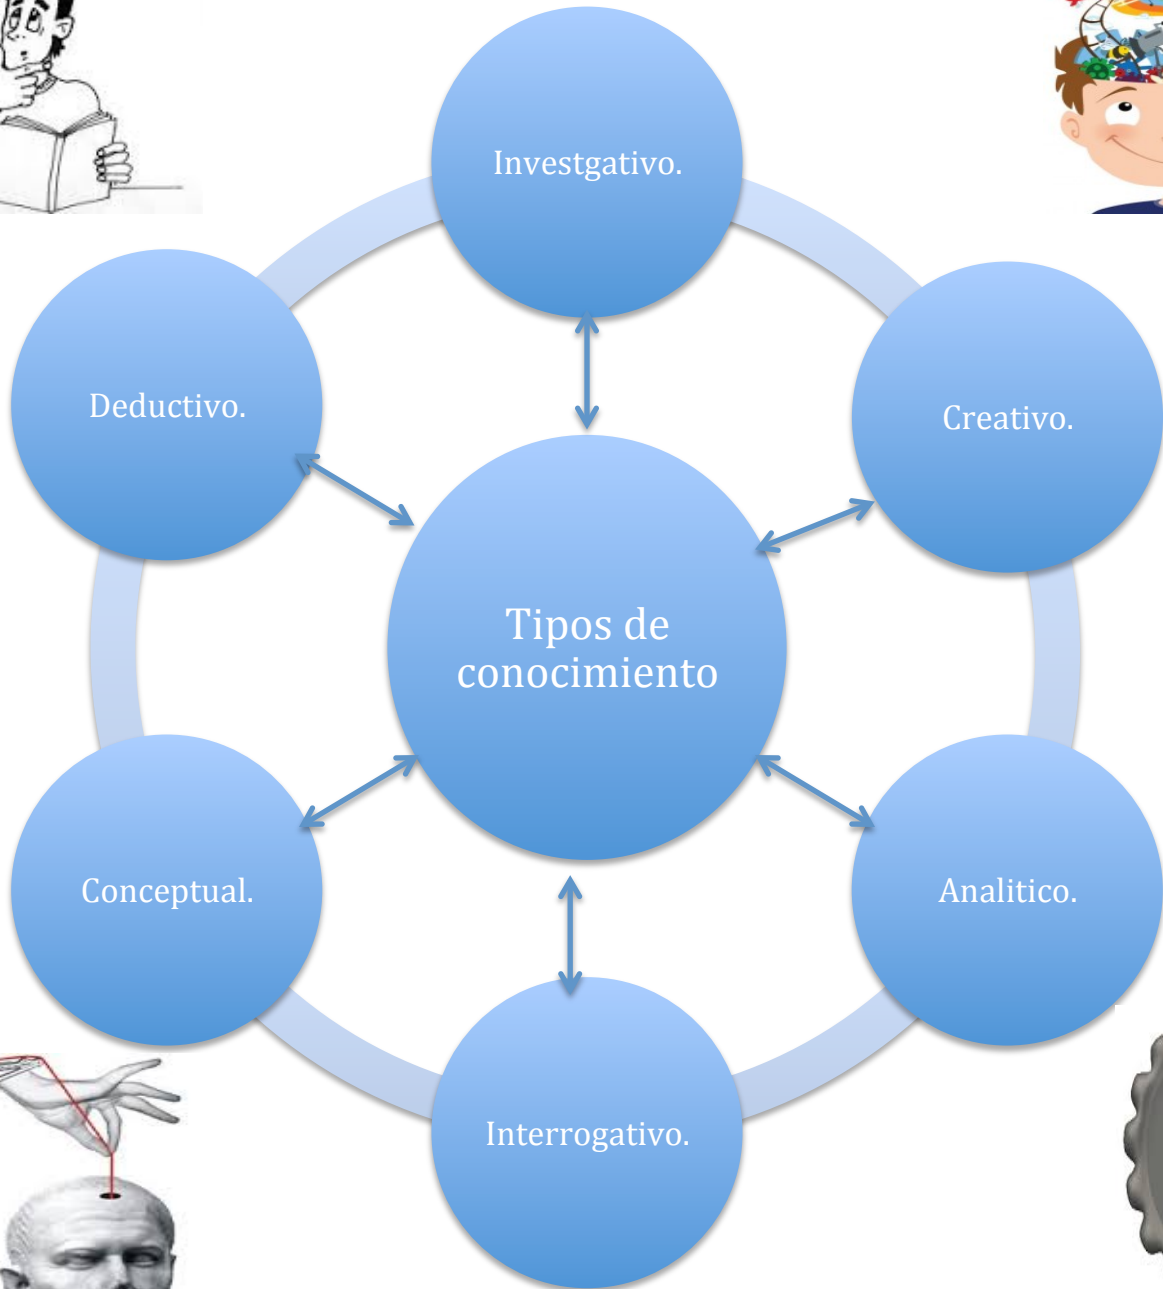 Investgativo.
Deductivo.
Creativo.
Tipos de
conocimiento
Conceptual.
Analitico.
Interrogativo.